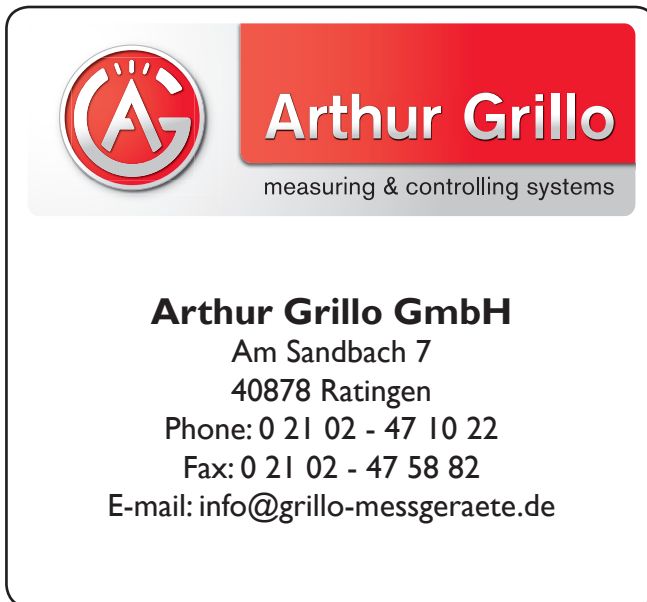 AG
Arthur Grillo
measuring & controlling systems
Arthur Grillo GmbH
Am Sandbach 7
40878 Ratingen
Phone: 0 21 02 - 47 10 22
Fax: 0 21 02 - 47 58 82
E-mail: info@grillo-messgeraete.de